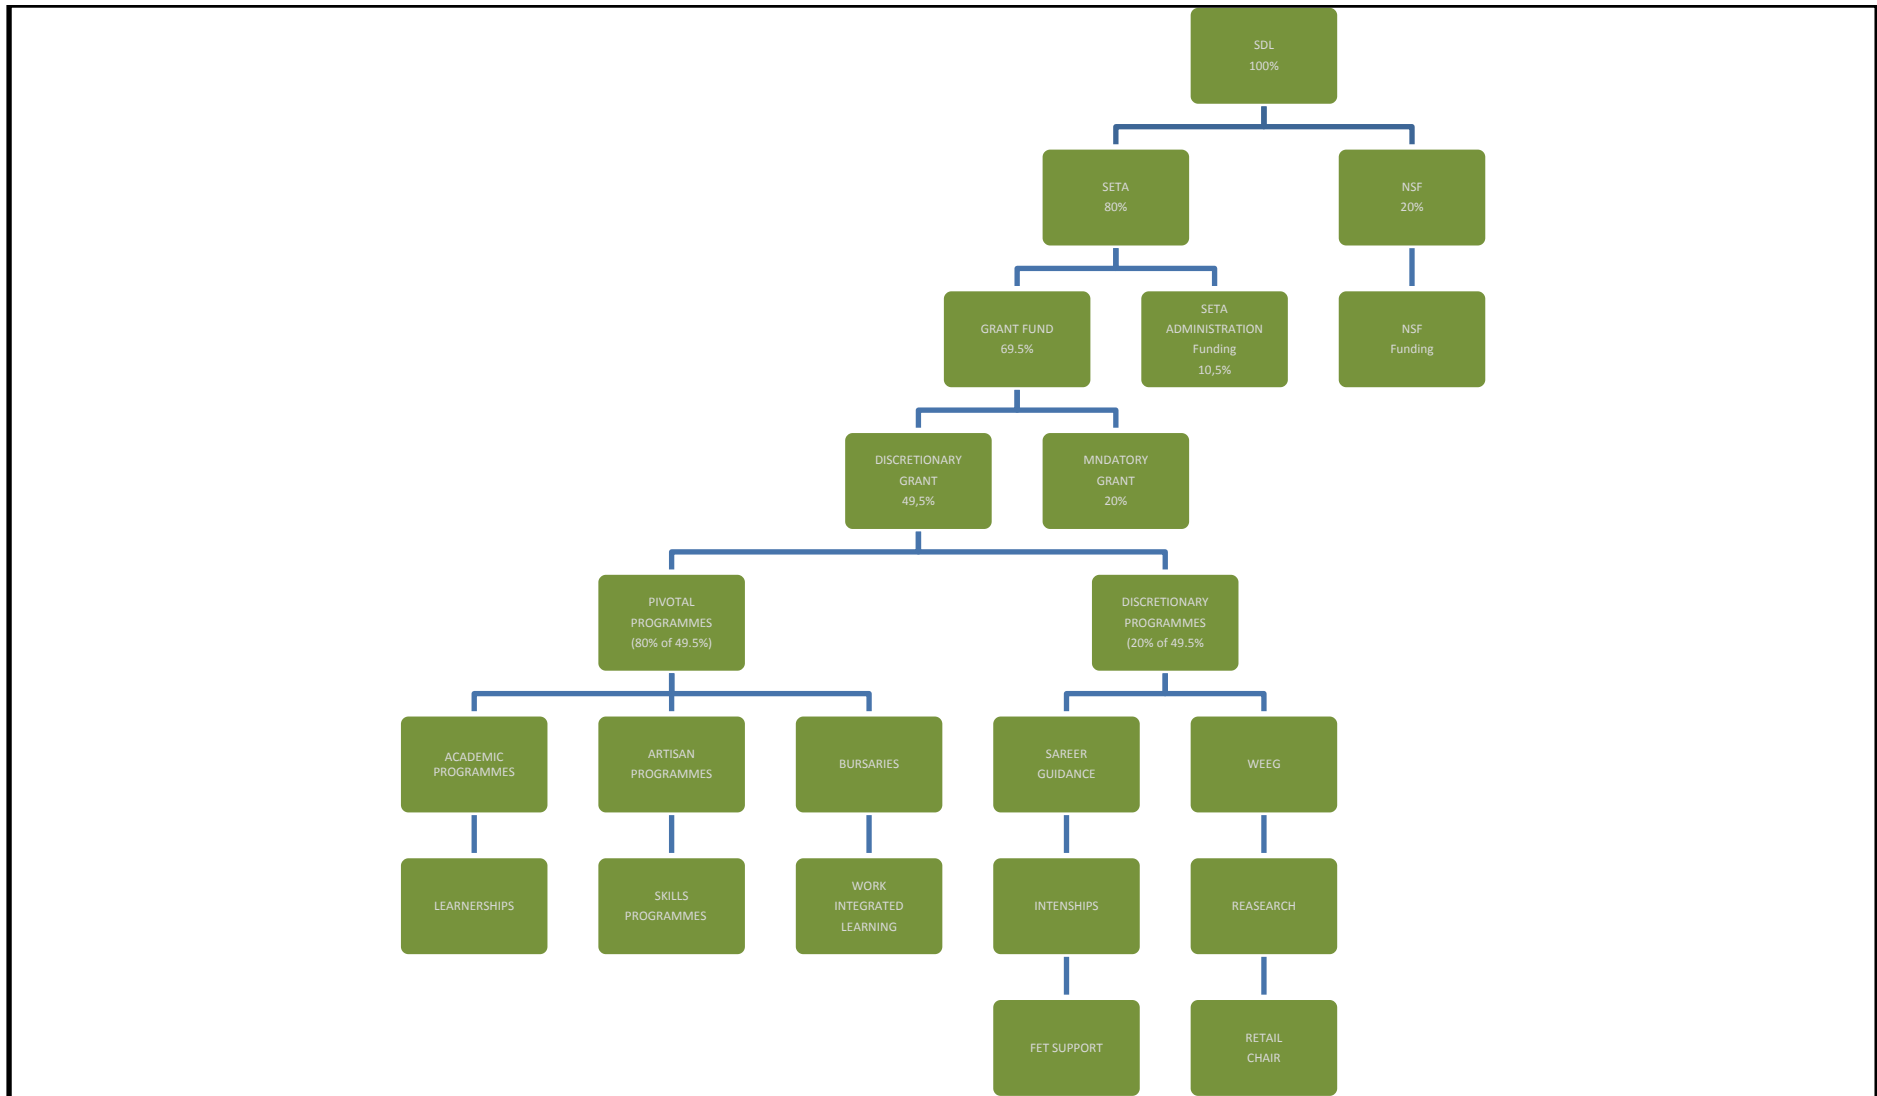 SDL
100%
SETA
80%
NSF
20%
GRANT FUND
69.5%
SETA
ADMINISTRATION
Funding
10,5%
NSF
Funding
DISCRETIONARY
GRANT
49,5%
MNDATORY
GRANT
20%
PIVOTAL
PROGRAMMES
(80% of 49.5%)
DISCRETIONARY
PROGRAMMES
(20% of 49.5%
ACADEMIC
PROGRAMMES
ARTISAN
PROGRAMMES
BURSARIES
SAREER
GUIDANCE
WEEG
LEARNERSHIPS
SKILLS
PROGRAMMES
WORK
INTEGRATED
LEARNING
INTENSHIPS
REASEARCH
FET SUPPORT
RETAIL
CHAIR